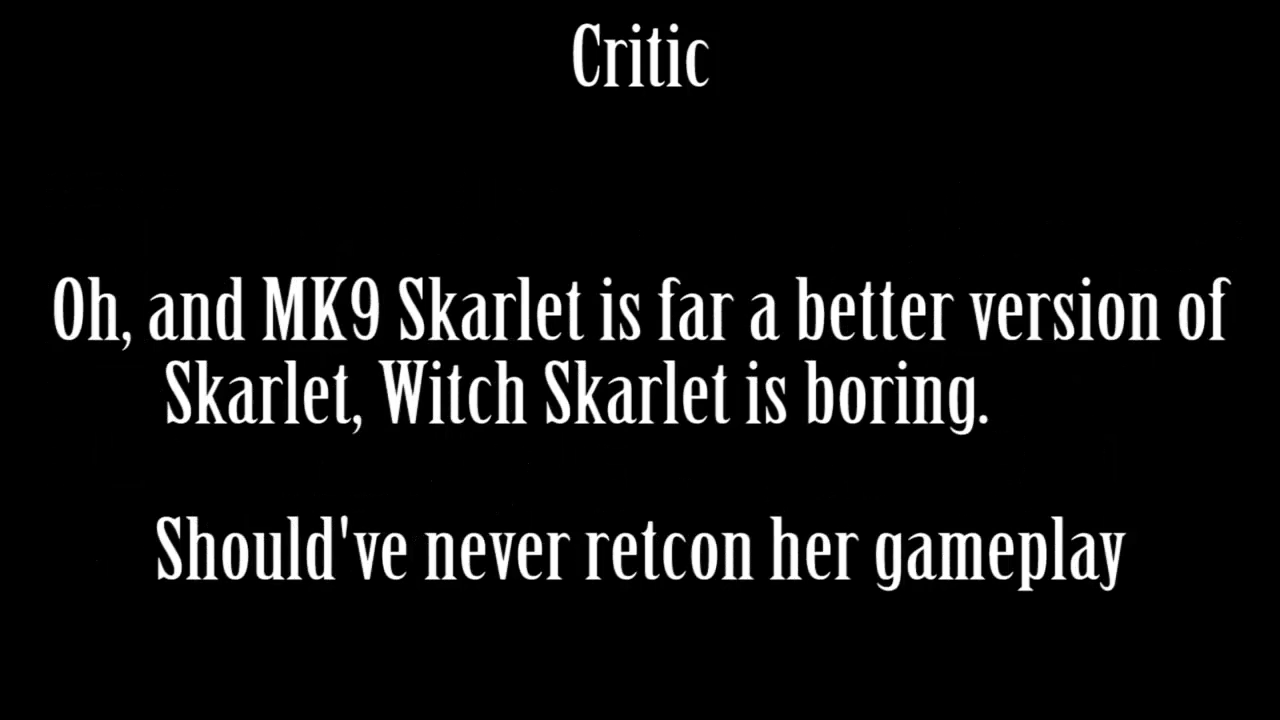 Critic
Oh, and MK9 Skarlet is far a better version of
Skarlet, Witch Skarlet is boring.
Should've never retcon her gameplay